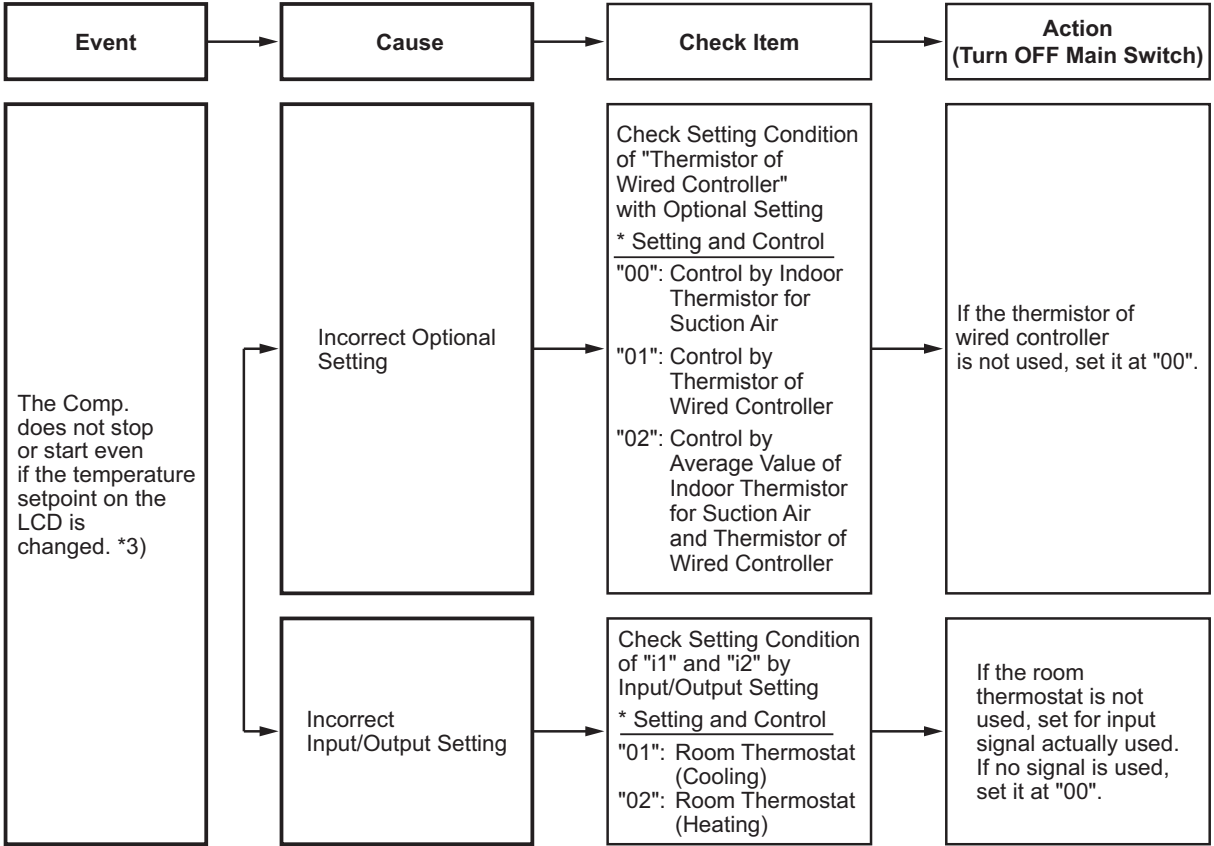 Event
Cause
Check Item
Action
(Turn OFF Main Switch)
The Comp.
does not stop
or start even
if the temperature
setpoint on the
LCD is
changed. *3)
Incorrect Optional
Setting
Check Setting Condition
of "Thermistor of
Wired Controller"
with Optional Setting
* Setting and Control
"00": Control by Indoor
Thermistor for
Suction Air
"01": Control by
Thermistor of
Wired Controller
"02": Control by
Average Value of
Indoor Thermistor
for Suction Air
and Thermistor of
Wired Controller
If the thermistor of
wired controller
is not used, set it at "00".
Incorrect
Input/Output Setting
Check Setting Condition
of "i1" and "i2" by
Input/Output Setting
* Setting and Control
"01": Room Thermostat
(Cooling)
"02": Room Thermostat
(Heating)
If the room
thermostat is not
used, set for input
signal actually used.
If no signal is used,
set it at "00".